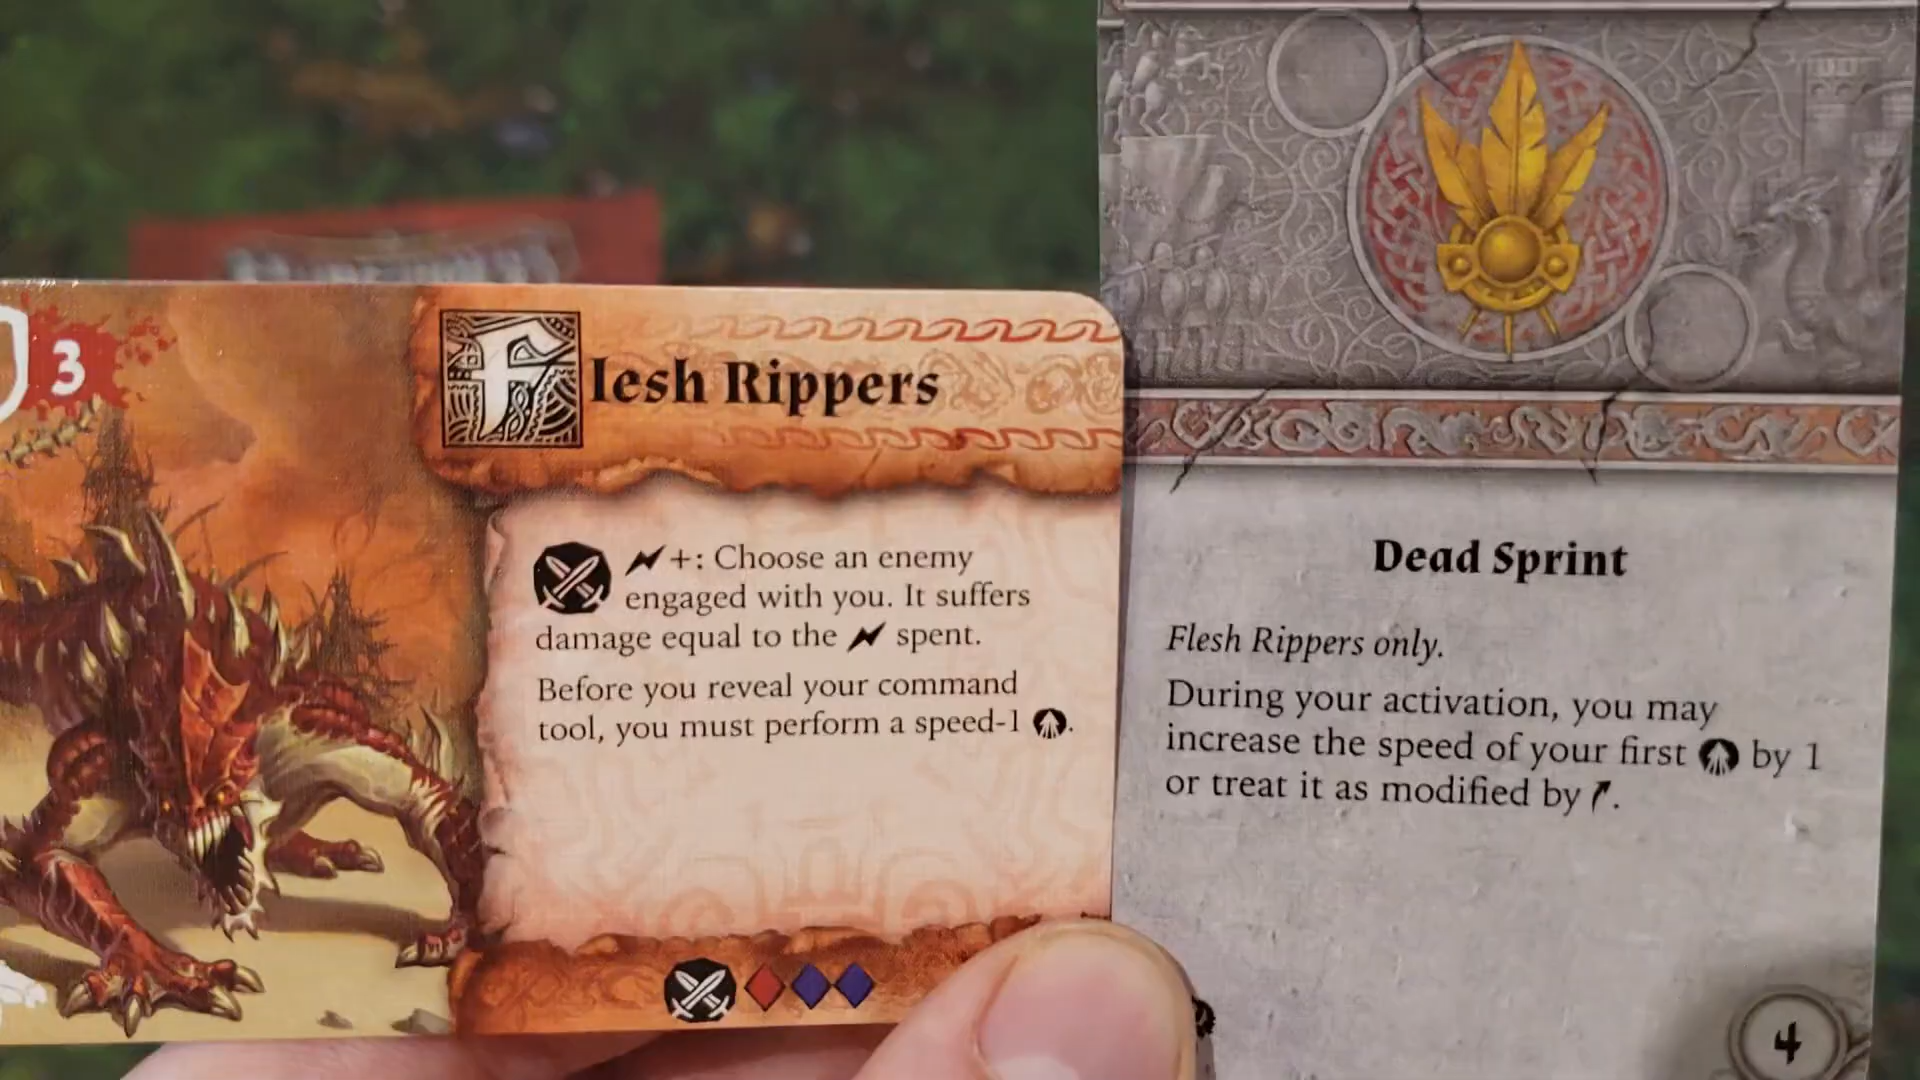 3
Flesh Rippers
+: Choose an enemy
engaged with you. It suffers
damage equal to the spent.
Before you reveal your command
tool, you must perform a speed-1 .
Dead Sprint
Flesh Rippers only.
During your activation, you may
increase the speed of your first by 1
or treat it as modified by .
4